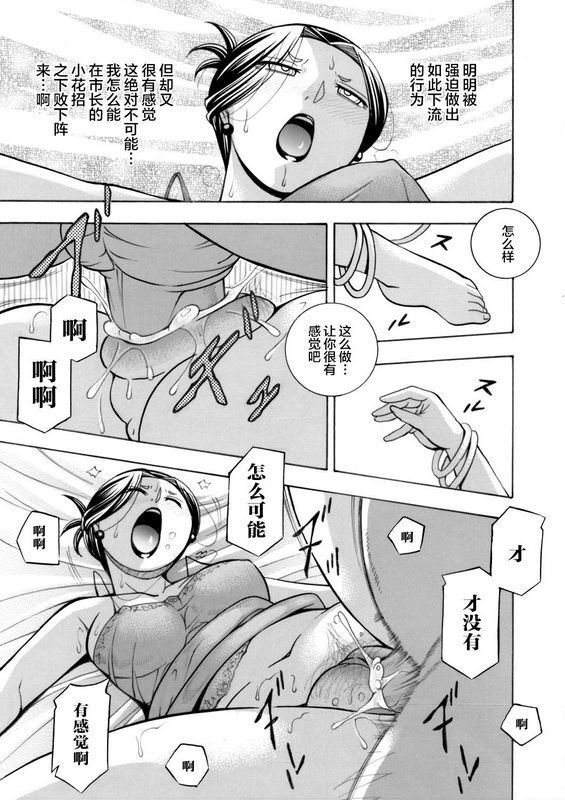 明明被
强迫做出
如此下流
的行为
但却又
很有感觉
这绝对不可能…
我怎么能
在市长的
小花招
之下败下阵
来…啊
怎么样
这么做…
让你很有
感觉吧
啊
啊啊
才
才没有
啊
怎么可能
啊啊
啊
有感觉啊
啊